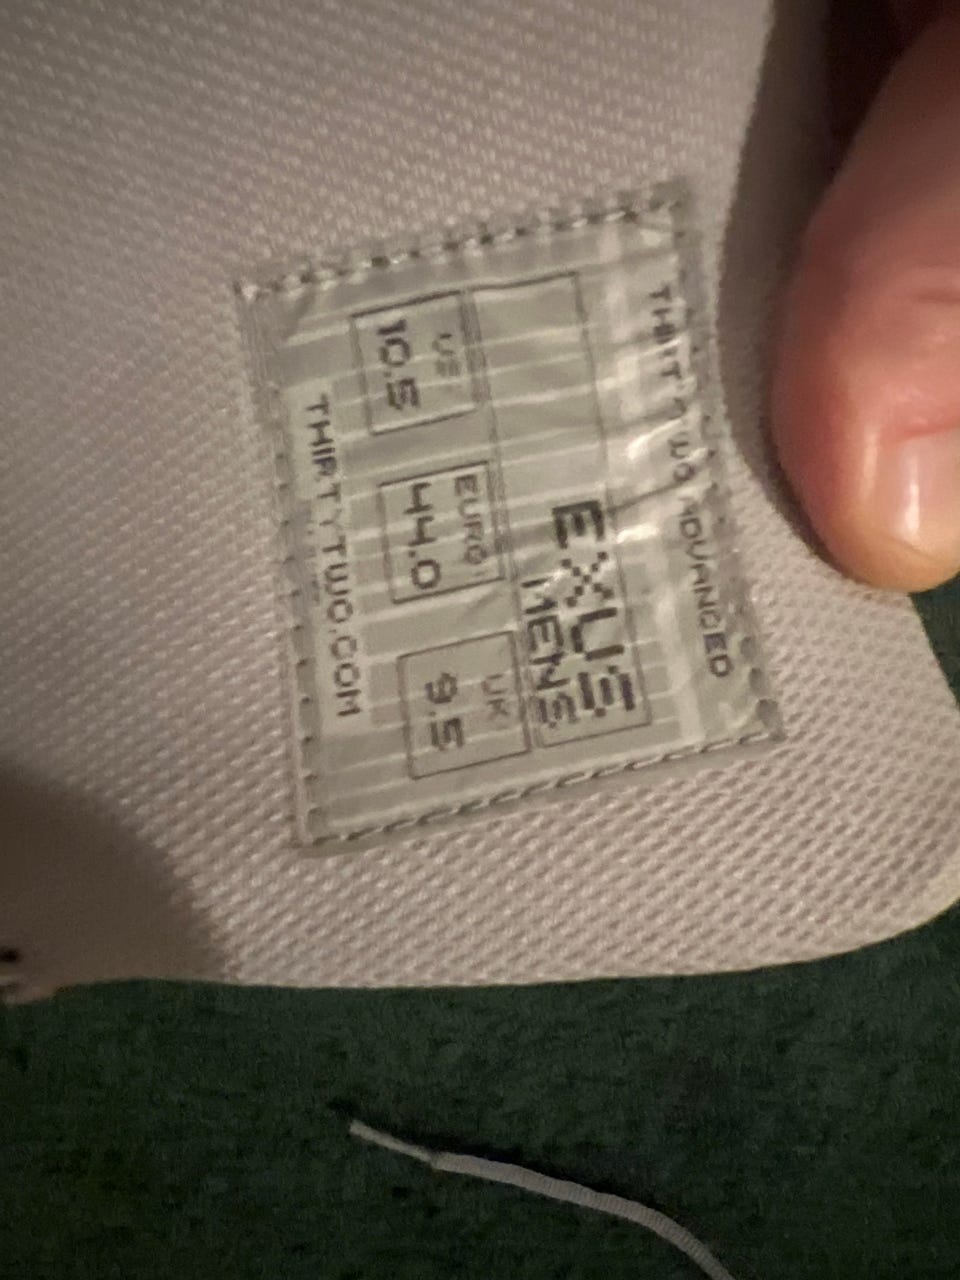 THIRTYTWO ADVANCED
EXUS
MENS
US EURO UK
10.5 44.0 9.5
THIRTYTWO.COM